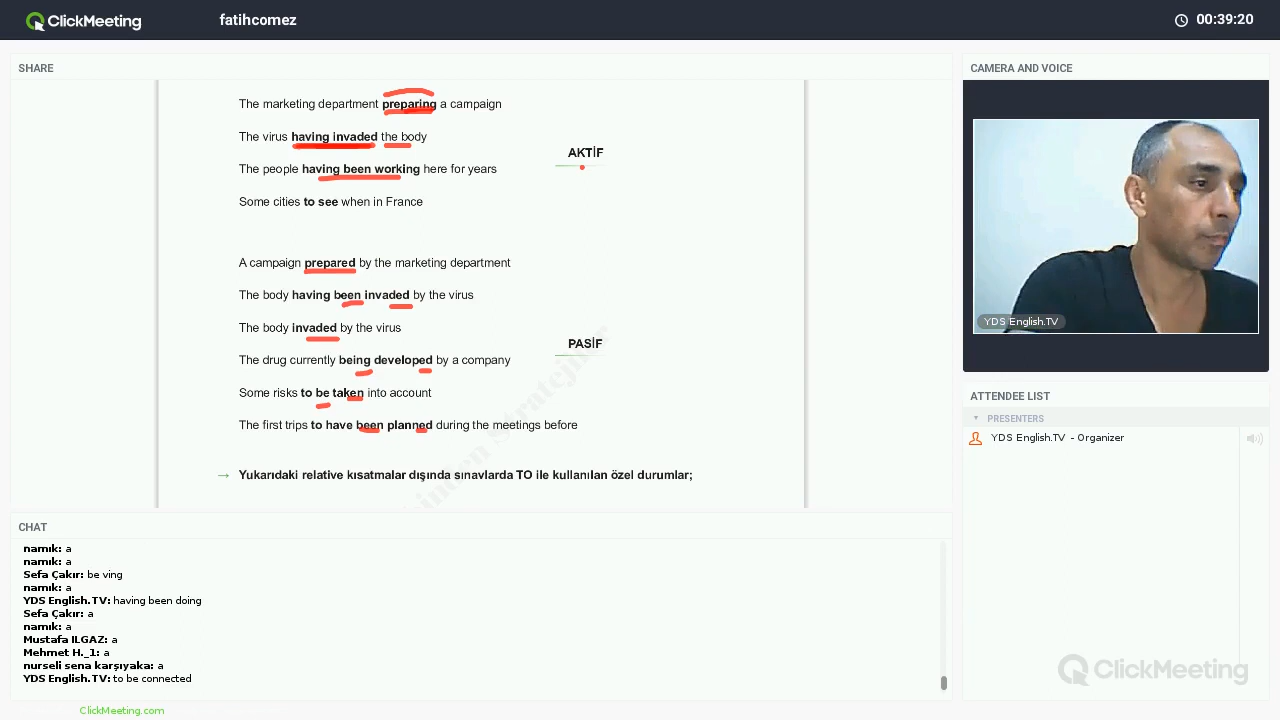 ClickMeeting
fatihcomez
00:39:20
SHARE
The marketing department preparing a campaign
The virus having invaded the body
AKTİF
The people having been working here for years
Some cities to see when in France
A campaign prepared by the marketing department
The body having been invaded by the virus
The body invaded by the virus
PASİF
The drug currently being developed by a company
Some risks to be taken into account
The first trips to have been planned during the meetings before
→ Yukarıdaki relative kısatmalar dışında sınavlarda TO ile kullanılan özel durumlar;
CHAT
namık: a
namık: a
Sefa Çakır: be ving
namık: a
YDS English.TV: having been doing
Sefa Çakır: a
namık: a
Mustafa ILGAZ: a
Mehmet H._1: a
nurseli sena karşıyaka: a
YDS English.TV: to be connected
CAMERA AND VOICE
YDS English.TV
ATTENDEE LIST
PRESENTERS
YDS English.TV - Organizer
ClickMeeting
ClickMeeting.com